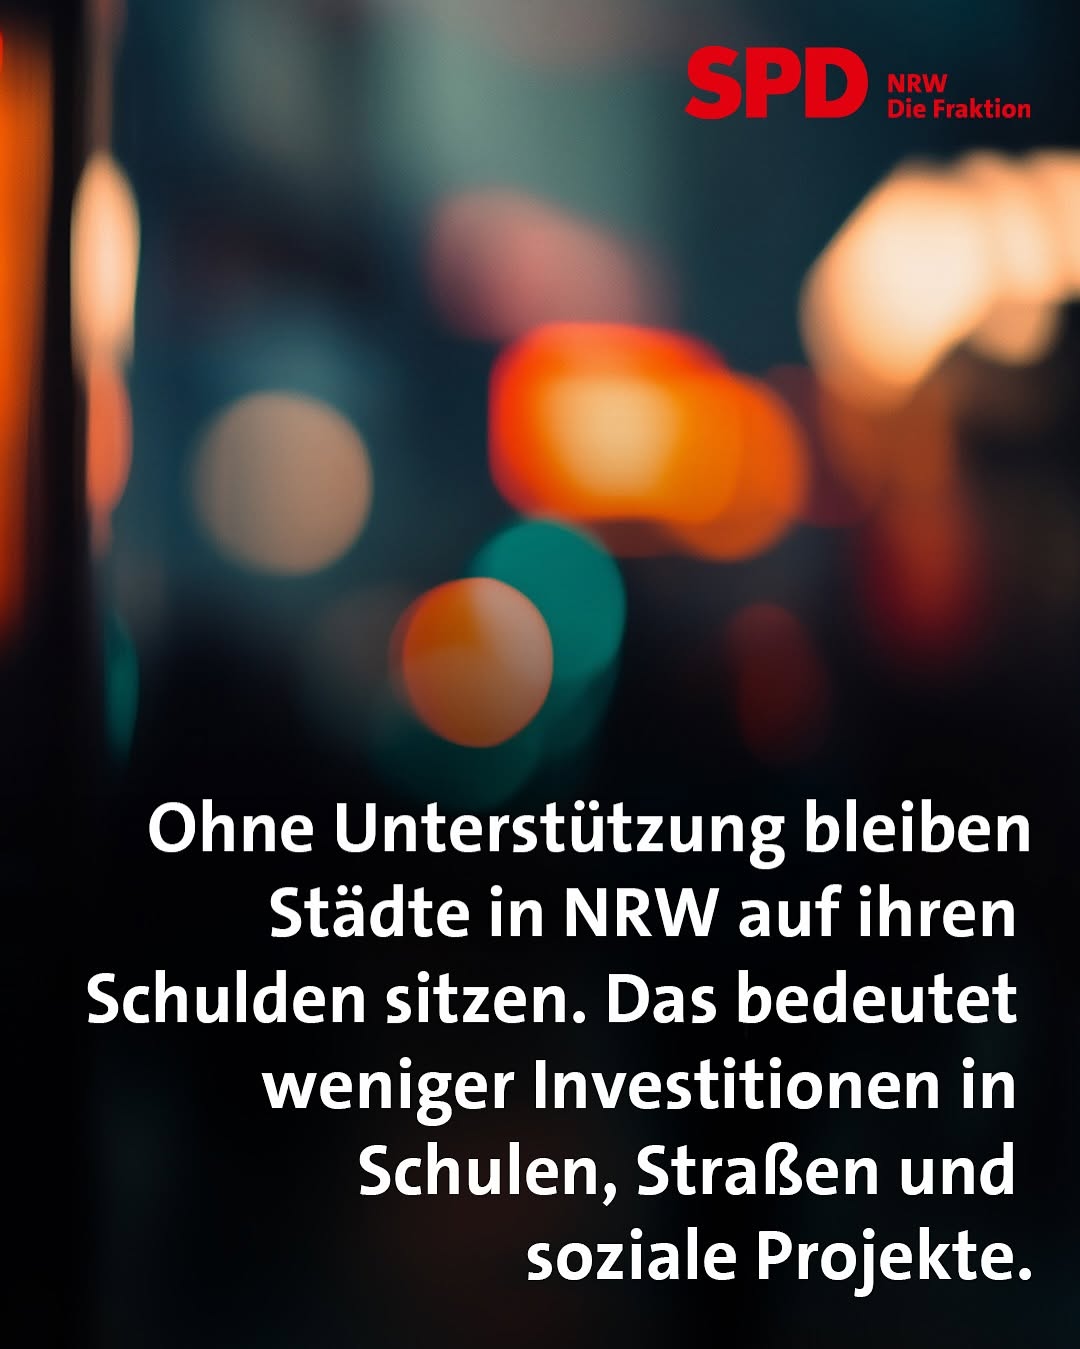 SPD NRW
Die Fraktion
Ohne Unterstützung bleiben
Städte in NRW auf ihren
Schulden sitzen. Das bedeutet
weniger Investitionen in
Schulen, Straßen und
soziale Projekte.